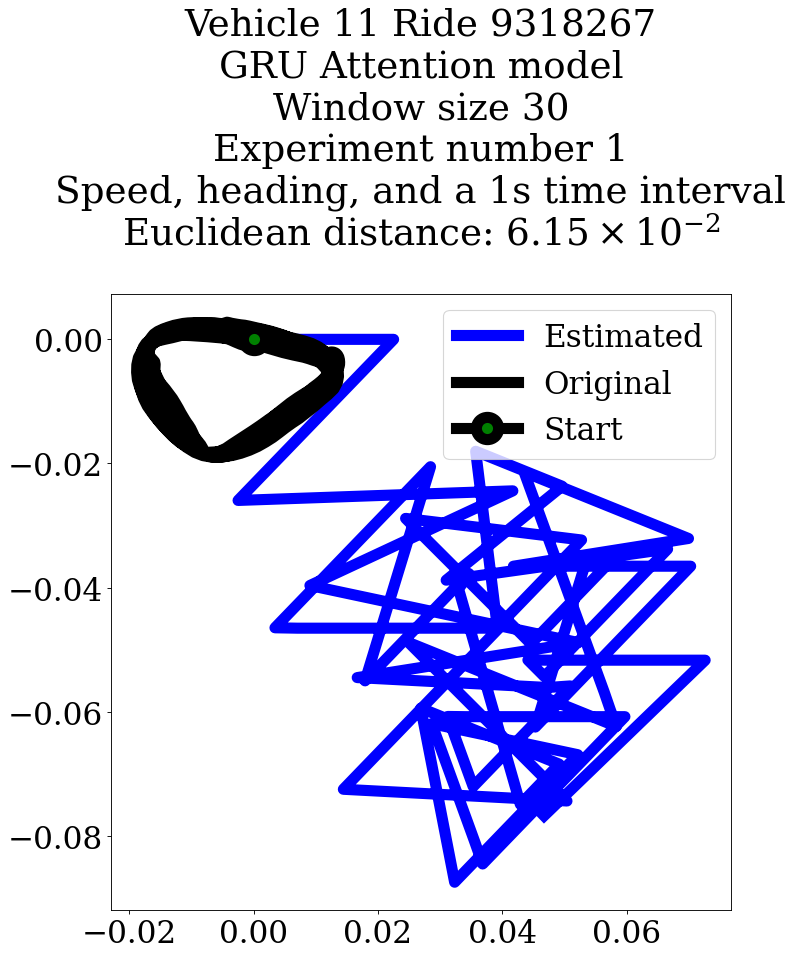 Vehicle 11 Ride 9318267
GRU Attention model
Window size 30
Experiment number 1
Speed, heading, and a 1s time interval
Euclidean distance: 6.15 × 10⁻²
Estimated
Original
Start
0.00
−0.02
−0.04
−0.06
−0.08
−0.02 0.00 0.02 0.04 0.06